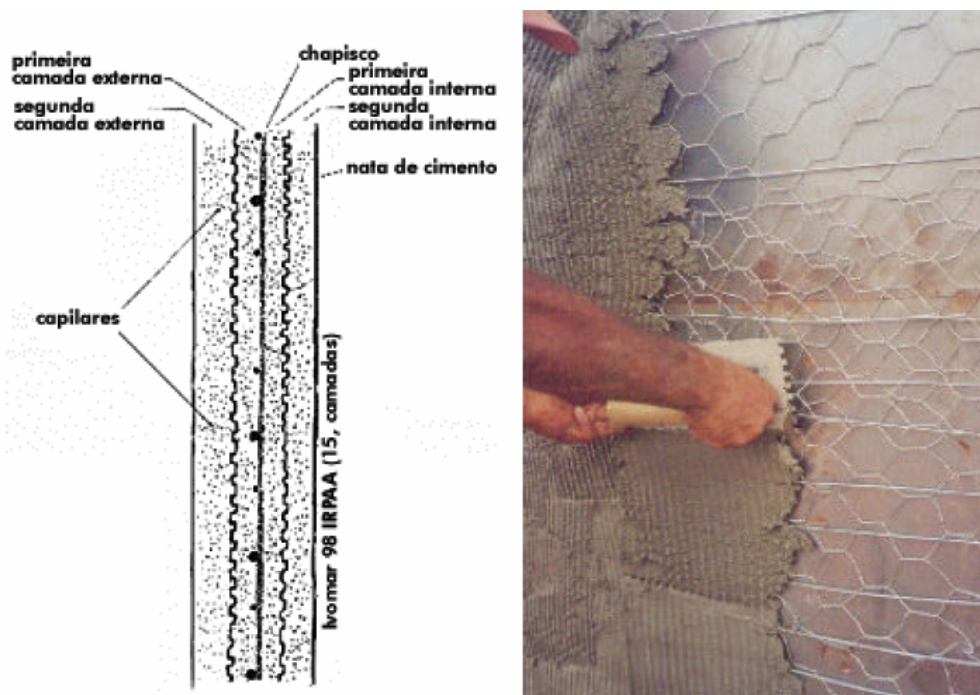 primeira
camada externa
segunda
camada externa
chapisco
primeira
camada interna
segunda
camada interna
nata de cimento
capilares
Ivomar 98 IRPAA (15, camadas)